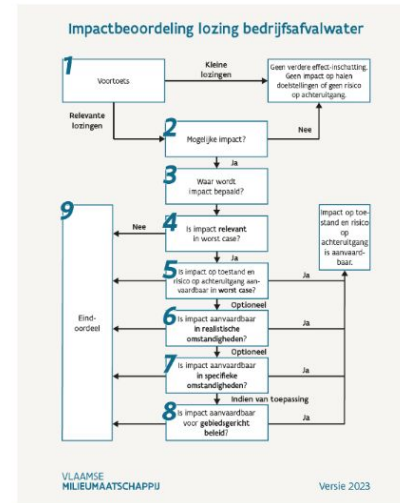 Impactbeoordeling lozing bedrijfsafvalwater
1
Voortoets
Kleine
lozingen
Geen verdere effect-inschatting.
Geen impact op halen
doelstellingen of geen risico
op achteruitgang.
Relevante
lozingen
2
Mogelijke impact?
Nee
Ja
3
Waar wordt
impact bepaald?
9
Eind-
oordeel
Nee
4
Is impact relevant
in worst case?
Impact op toe-
stand en risico
op achteruitgang
is aanvaard-
baar.
Ja
5
Is impact op toestand en
risico op achteruitgang aan-
vaardbaar in worst case?
Ja
Optioneel
6
Is impact aanvaardbaar
in realistische
omstandigheden?
Ja
Optioneel
7
Is impact aanvaardbaar
in specifieke
omstandigheden?
Ja
Indien van toepassing
8
Is impact aanvaardbaar
voor gebiedsgericht
beleid?
Ja
VLAAMSE
MILIEUMAATSCHAPPIJ
Versie 2023